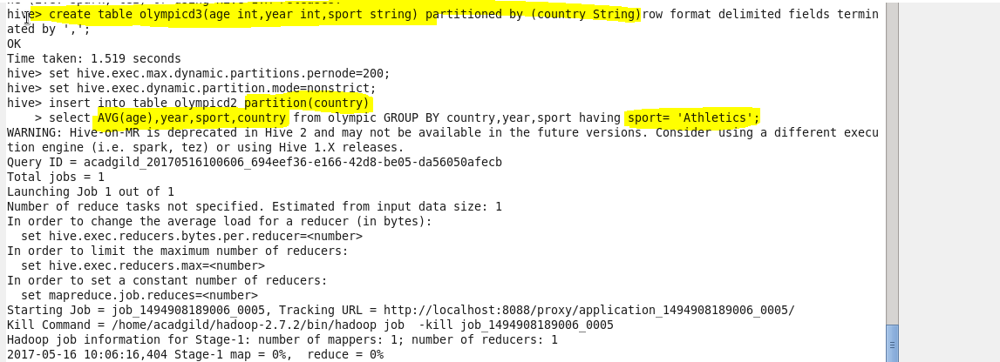 hive> create table olympicd3(age int,year int,sport string) partitioned by (country String)row format delimited fields termin
ated by ',';
OK
Time taken: 1.519 seconds
hive> set hive.exec.max.dynamic.partitions.pernode=200;
hive> set hive.exec.dynamic.partition.mode=nonstrict;
hive> insert into table olympicd2 partition(country)
    > select AVG(age),year,sport,country from olympic GROUP BY country,year,sport having sport= 'Athletics';
WARNING: Hive-on-MR is deprecated in Hive 2 and may not be available in the future versions. Consider using a different execu
tion engine (i.e. spark, tez) or using Hive 1.X releases.
Query ID = acadgild_20170516100606_694eef36-e166-42d8-be05-da56050afecb
Total jobs = 1
Launching Job 1 out of 1
Number of reduce tasks not specified. Estimated from input data size: 1
In order to change the average load for a reducer (in bytes):
  set hive.exec.reducers.bytes.per.reducer=<number>
In order to limit the maximum number of reducers:
  set hive.exec.reducers.max=<number>
In order to set a constant number of reducers:
  set mapreduce.job.reduces=<number>
Starting Job = job_1494908189006_0005, Tracking URL = http://localhost:8088/proxy/application_1494908189006_0005/
Kill Command = /home/acadgild/hadoop-2.7.2/bin/hadoop job  -kill job_1494908189006_0005
Hadoop job information for Stage-1: number of mappers: 1; number of reducers: 1
2017-05-16 10:06:16,404 Stage-1 map = 0%,  reduce = 0%